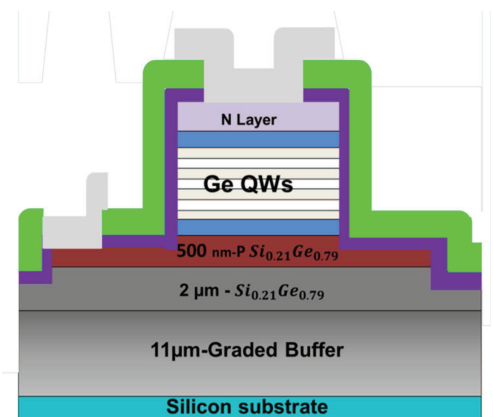 N Layer
Ge QWs
500 nm-P Si₀.₂₁Ge₀.₇₉
2 µm - Si₀.₂₁Ge₀.₇₉
11µm-Graded Buffer
Silicon substrate